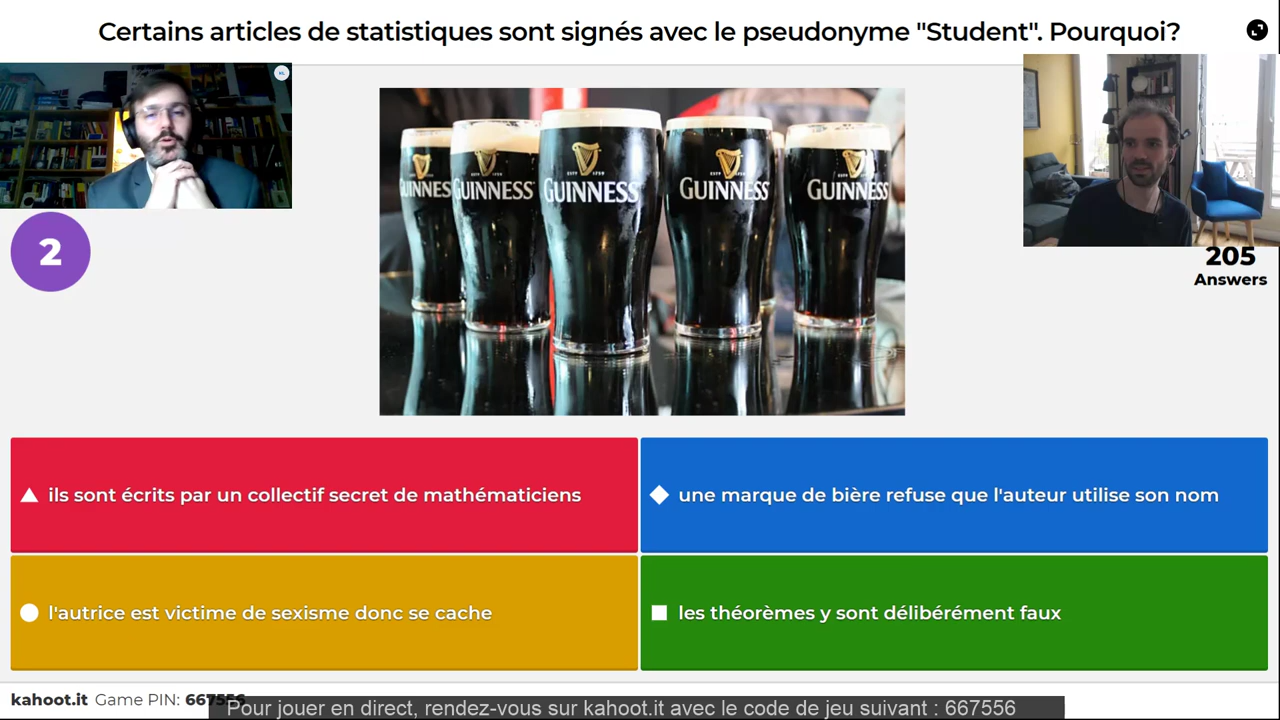 Certains articles de statistiques sont signés avec le pseudonyme "Student". Pourquoi?
2
GUINNESS
GUINNESS
GUINNESS
GUINNESS
GUINNESS
205
Answers
ils sont écrits par un collectif secret de mathématiciens
une marque de bière refuse que l'auteur utilise son nom
l'autrice est victime de sexisme donc se cache
les théorèmes y sont délibérément faux
kahoot.it Game PIN: 667556
Pour jouer en direct, rendez-vous sur kahoot.it avec le code de jeu suivant : 667556